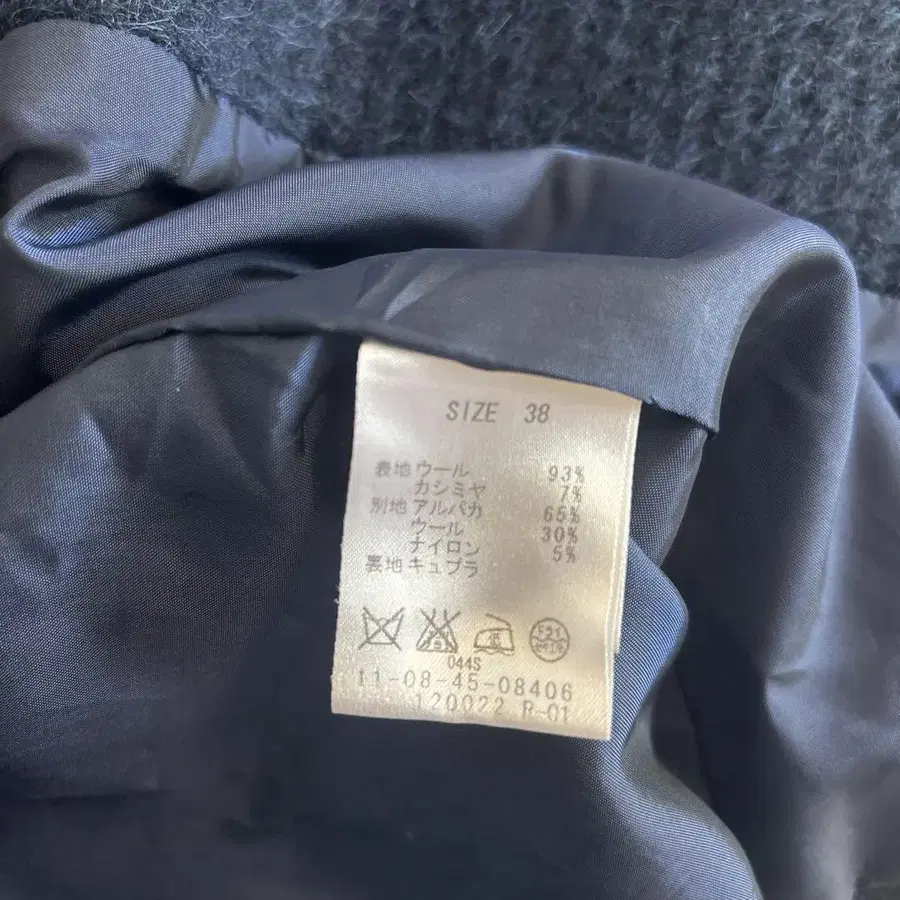 SIZE 38
表地 ウール 93%
カシミヤ 7%
別地 アルパカ 65%
ウール 30%
ナイロン 5%
裏地 キュプラ
044S
11-08-45-08406
120022 R-01